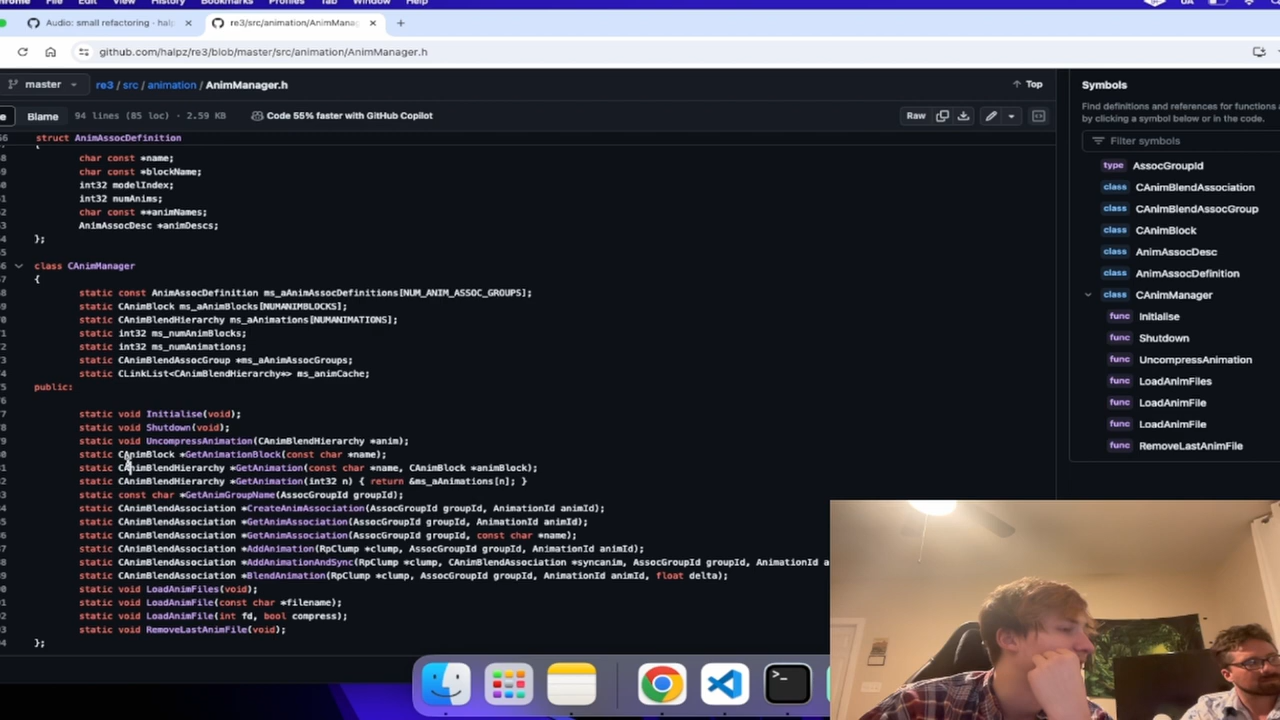 File Edit View History Bookmarks Profiles Tab Window Help UA
Audio: small refactoring · halp × re3/src/animation/AnimManag × +
github.com/halpz/re3/blob/master/src/animation/AnimManager.h
master re3 / src / animation / AnimManager.h Top
Blame 94 lines (85 loc) · 2.59 KB Code 55% faster with GitHub Copilot Raw
struct AnimAssocDefinition
char const *name;
char const *blockName;
int32 modelIndex;
int32 numAnims;
char const **animNames;
AnimAssocDesc *animDescs;
};
class CAnimManager
{
static const AnimAssocDefinition ms_aAnimAssocDefinitions[NUM_ANIM_ASSOC_GROUPS];
static CAnimBlock ms_aAnimBlocks[NUMANIMBLOCKS];
static CAnimBlendHierarchy ms_aAnimations[NUMANIMATIONS];
static int32 ms_numAnimBlocks;
static int32 ms_numAnimations;
static CAnimBlendAssocGroup *ms_aAnimAssocGroups;
static CLinkList<CAnimBlendHierarchy*> ms_animCache;
public:
static void Initialise(void);
static void Shutdown(void);
static void UncompressAnimation(CAnimBlendHierarchy *anim);
static CAnimBlock *GetAnimationBlock(const char *name);
static CAnimBlendHierarchy *GetAnimation(const char *name, CAnimBlock *animBlock);
static CAnimBlendHierarchy *GetAnimation(int32 n) { return &ms_aAnimations[n]; }
static const char *GetAnimGroupName(AssocGroupId groupId);
static CAnimBlendAssociation *CreateAnimAssociation(AssocGroupId groupId, AnimationId animId);
static CAnimBlendAssociation *GetAnimAssociation(AssocGroupId groupId, AnimationId animId);
static CAnimBlendAssociation *GetAnimAssociation(AssocGroupId groupId, const char *name);
static CAnimBlendAssociation *AddAnimation(RpClump *clump, AssocGroupId groupId, AnimationId animId);
static CAnimBlendAssociation *AddAnimationAndSync(RpClump *clump, CAnimBlendAssociation *syncanim, AssocGroupId groupId, AnimationId a
static CAnimBlendAssociation *BlendAnimation(RpClump *clump, AssocGroupId groupId, AnimationId animId, float delta);
static void LoadAnimFiles(void);
static void LoadAnimFile(const char *filename);
static void LoadAnimFile(int fd, bool compress);
static void RemoveLastAnimFile(void);
};
Symbols
Find definitions and references for functions a
by clicking a symbol below or in the code.
Filter symbols
type AssocGroupId
class CAnimBlendAssociation
class CAnimBlendAssocGroup
class CAnimBlock
class AnimAssocDesc
class AnimAssocDefinition
class CAnimManager
func Initialise
func Shutdown
func UncompressAnimation
func LoadAnimFiles
func LoadAnimFile
func LoadAnimFile
func RemoveLastAnimFile